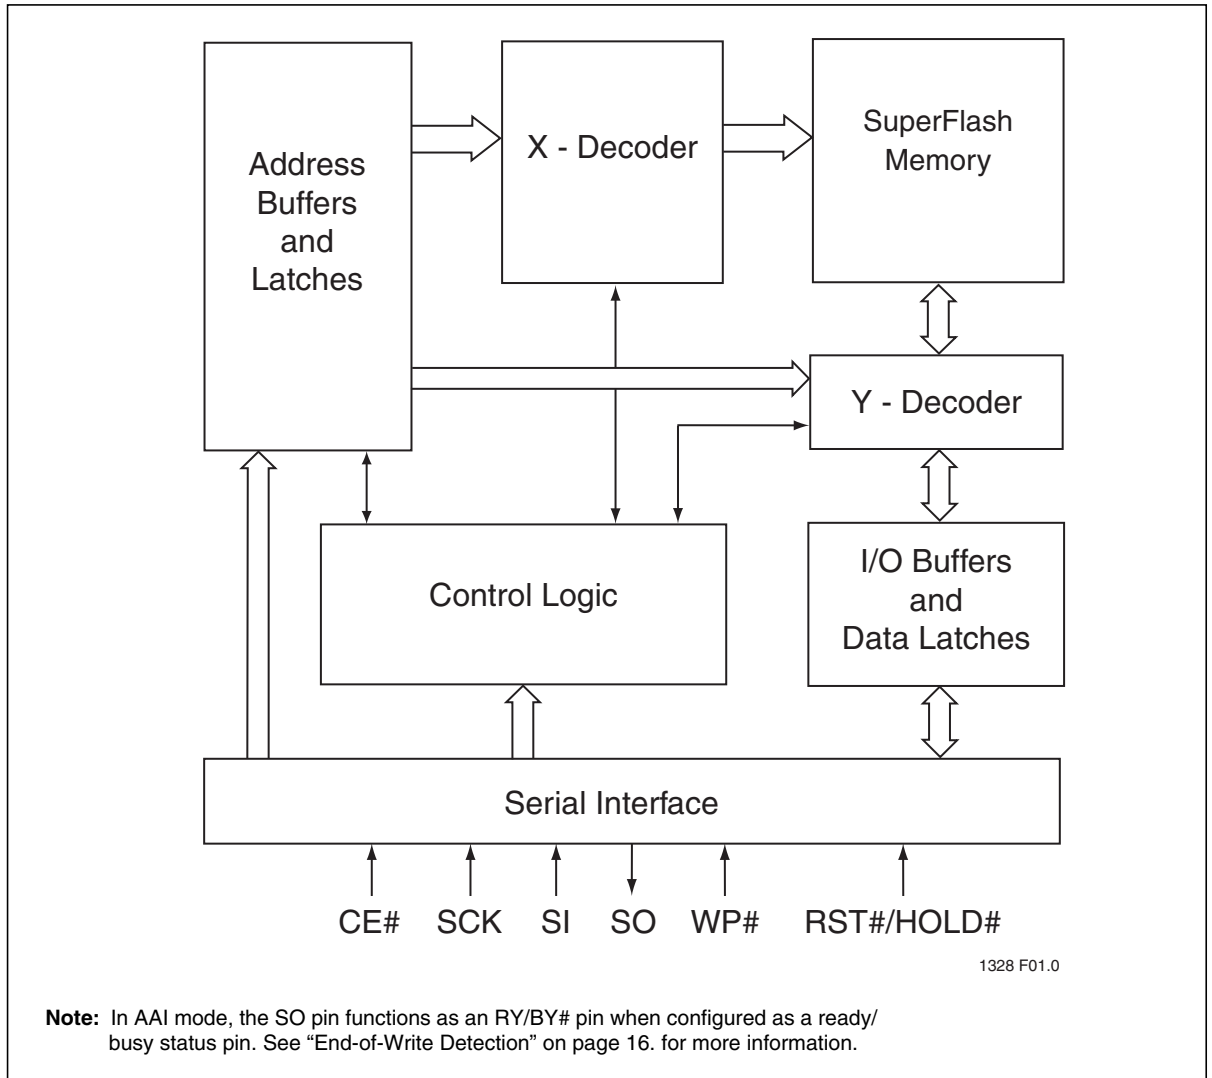 Address
Buffers
and
Latches
X - Decoder
SuperFlash
Memory
Y - Decoder
Control Logic
I/O Buffers
and
Data Latches
Serial Interface
CE# SCK SI SO WP# RST#/HOLD#
1328 F01.0
Note: In AAI mode, the SO pin functions as an RY/BY# pin when configured as a ready/
busy status pin. See “End-of-Write Detection” on page 16. for more information.